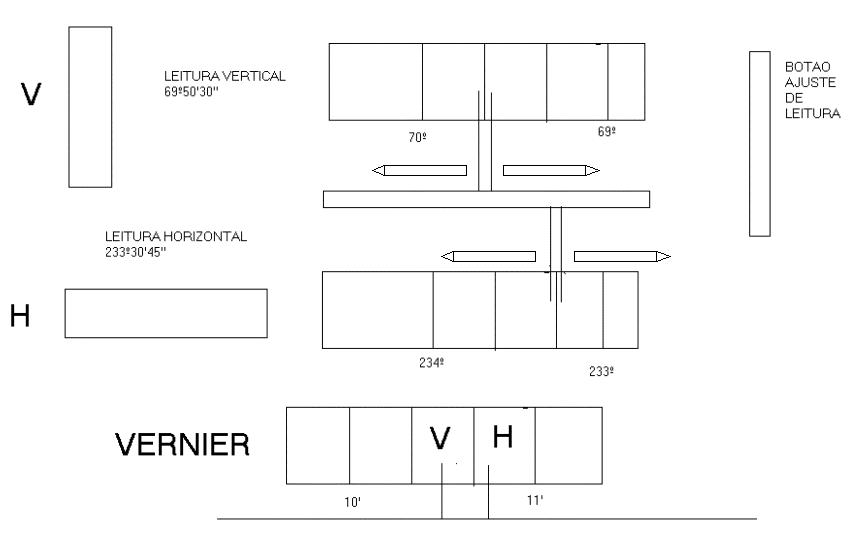 V
LEITURA VERTICAL
69º50'30"
70º
69º
BOTAO
AJUSTE
DE
LEITURA
LEITURA HORIZONTAL
233º30'45"
H
234º
233º
VERNIER
V
H
10'
11'